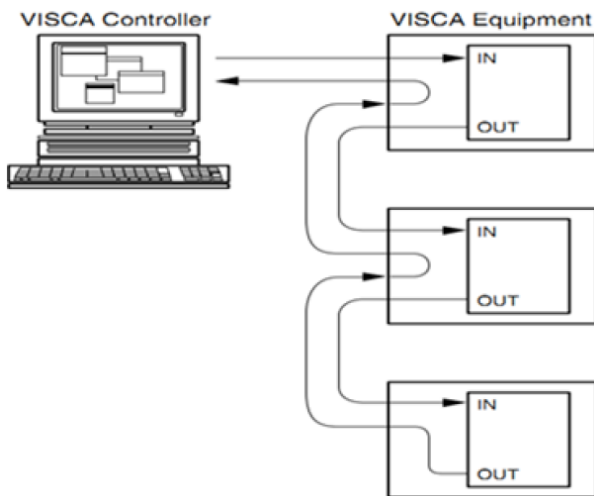 VISCA Controller
VISCA Equipment
IN
OUT
IN
OUT
IN
OUT